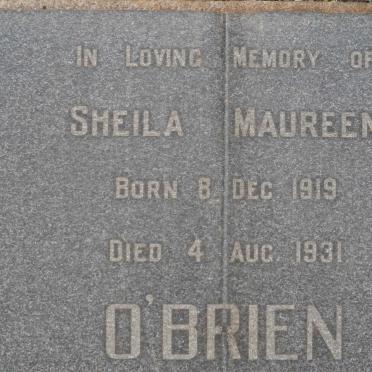 IN LOVING MEMORY OF
SHEILA MAUREEN
BORN 8 DEC 1919
DIED 4 AUG 1931
O'BRIEN